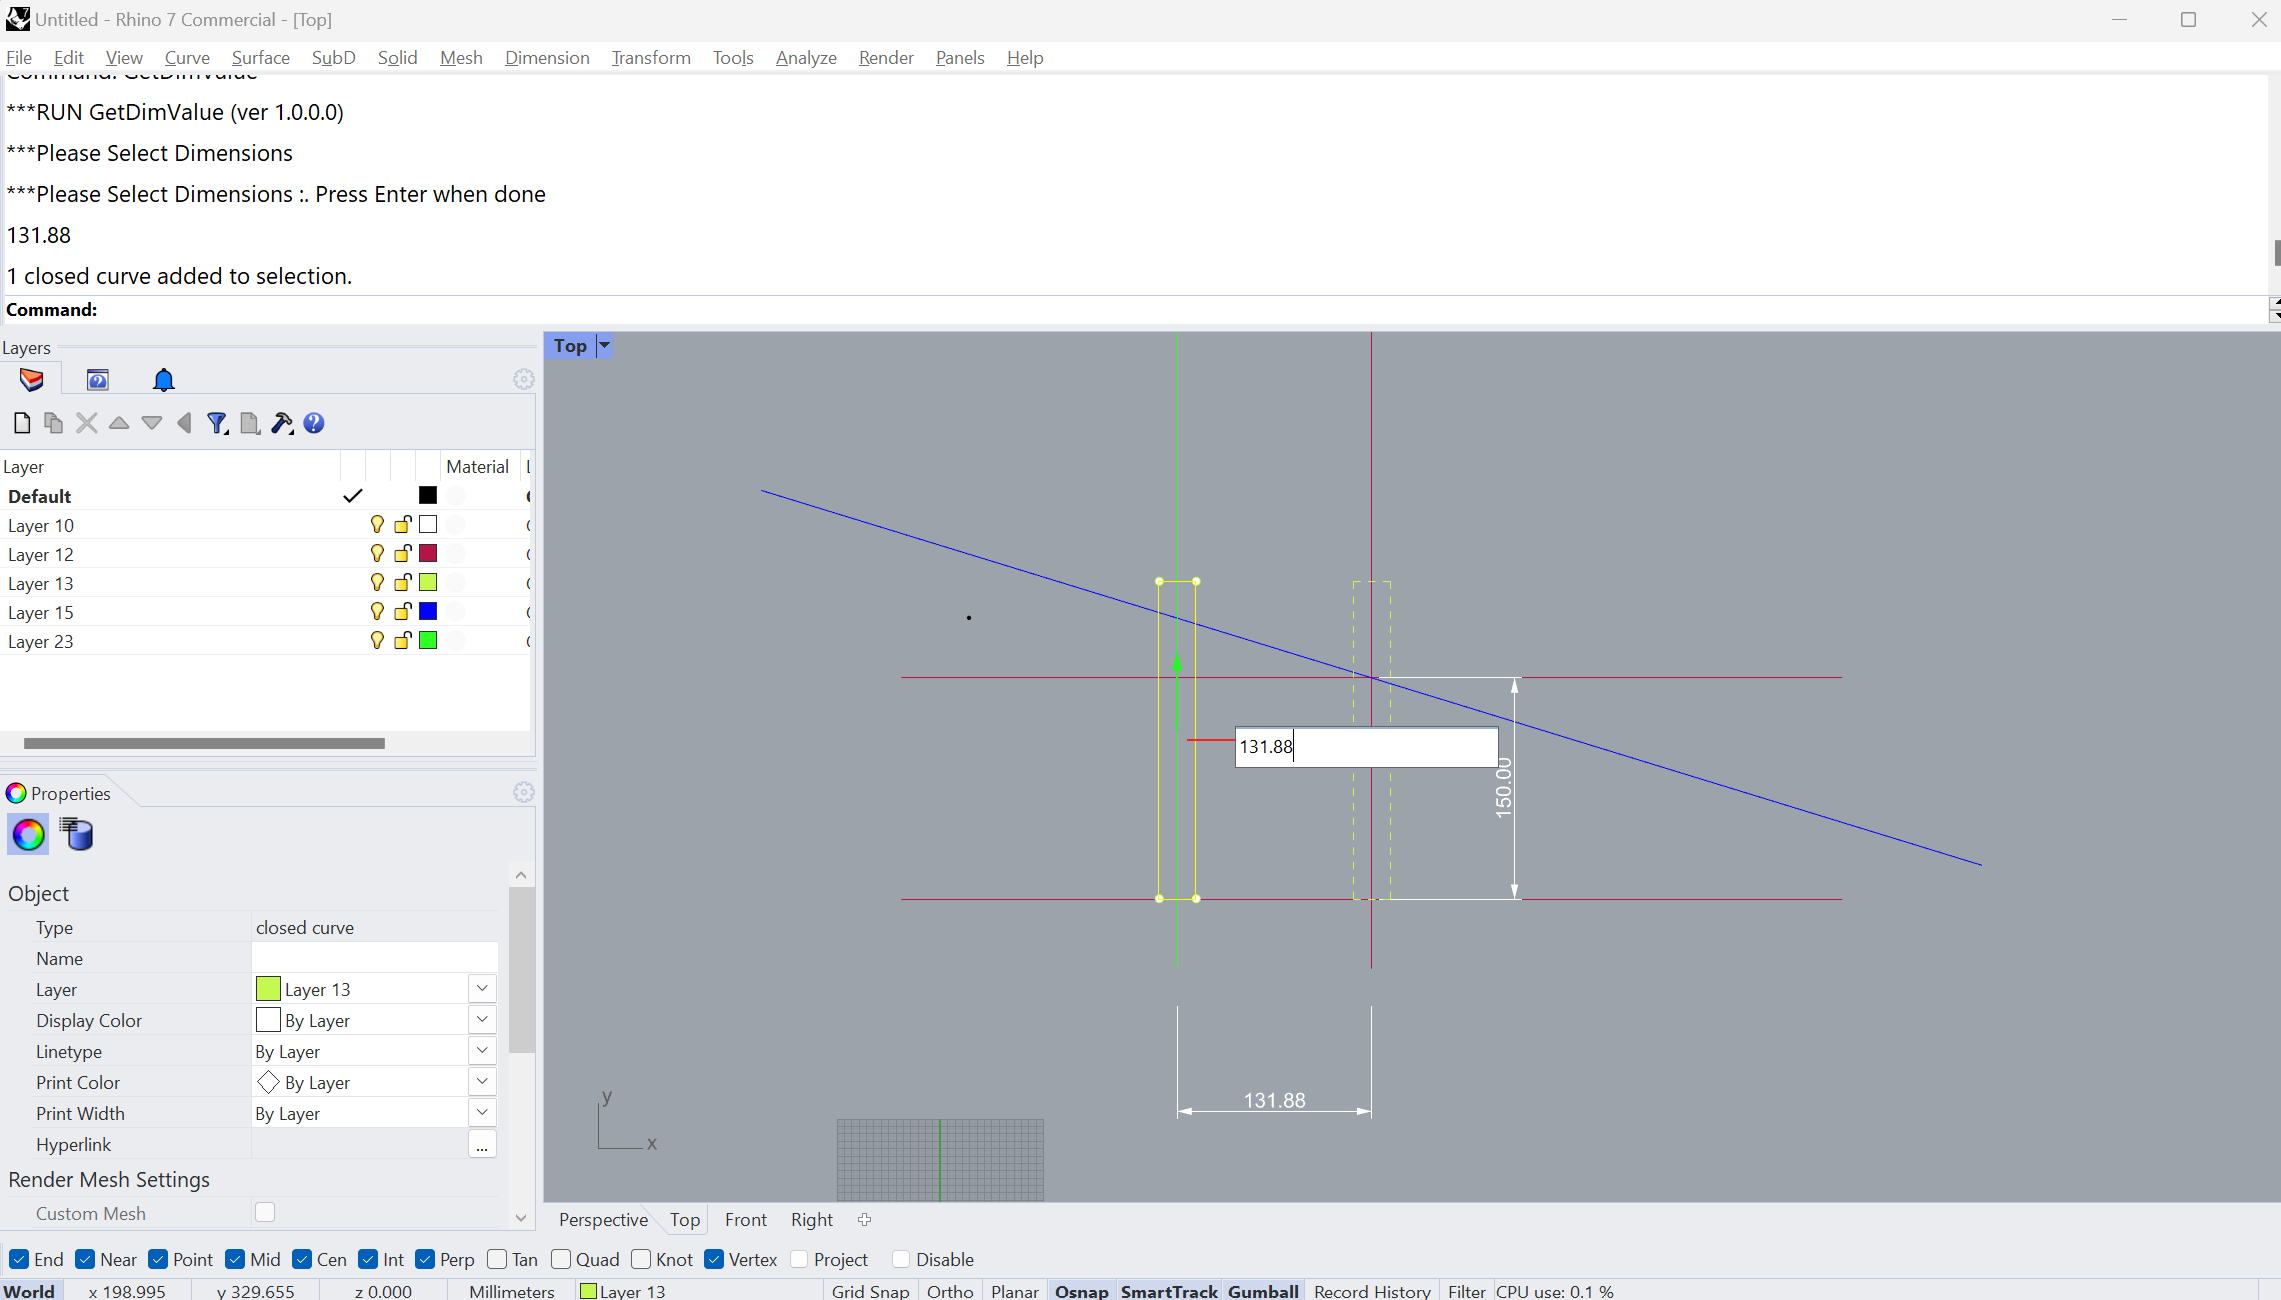 Untitled - Rhino 7 Commercial - [Top]
File Edit View Curve Surface SubD Solid Mesh Dimension Transform Tools Analyze Render Panels Help
Command: GetDimValue
***RUN GetDimValue (ver 1.0.0.0)
***Please Select Dimensions
***Please Select Dimensions :. Press Enter when done
131.88
1 closed curve added to selection.
Command:
Layers
Layer Material
Default
Layer 10
Layer 12
Layer 13
Layer 15
Layer 23
Properties
Object
Type closed curve
Name
Layer Layer 13
Display Color By Layer
Linetype By Layer
Print Color By Layer
Print Width By Layer
Hyperlink ...
Render Mesh Settings
Custom Mesh
Top
131.88
150.00
131.88
y
x
Perspective Top Front Right
End Near Point Mid Cen Int Perp Tan Quad Knot Vertex Project Disable
World x 198.995 y 329.655 z 0.000 Millimeters Layer 13 Grid Snap Ortho Planar Osnap SmartTrack Gumball Record History Filter CPU use: 0.1 %